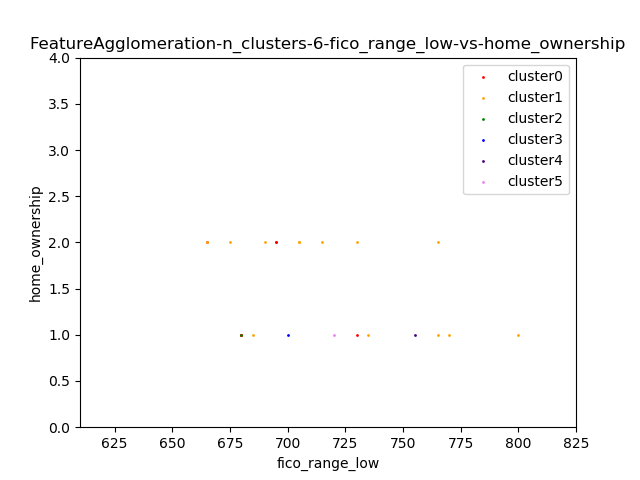 FeatureAgglomeration-n_clusters-6-fico_range_low-vs-home_ownership
4.0
3.5
3.0
2.5
2.0
1.5
1.0
0.5
0.0
home_ownership
cluster0
cluster1
cluster2
cluster3
cluster4
cluster5
625 650 675 700 725 750 775 800 825
fico_range_low